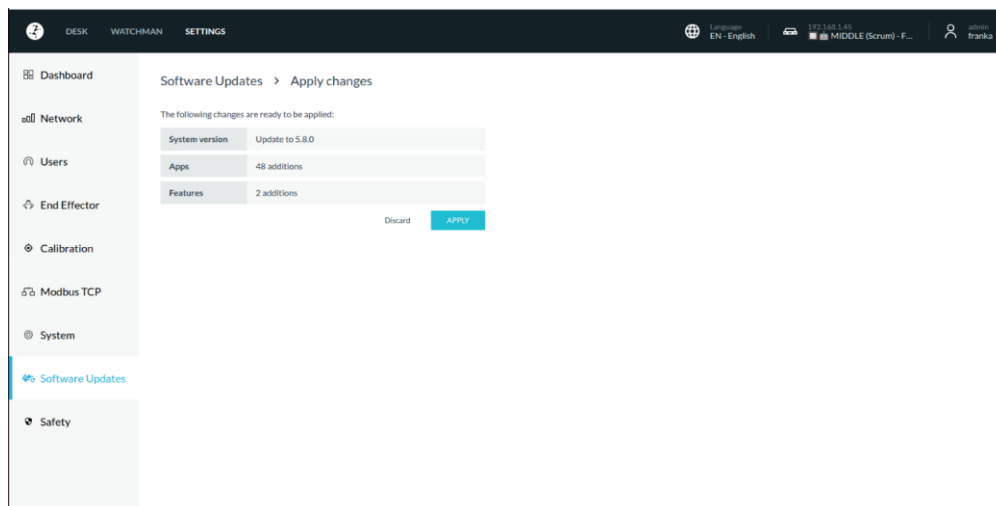 DESK WATCHMAN SETTINGS
Language
EN - English
192.168.1.45
MIDDLE (Scrum) - F...
admin
franka
Dashboard
Network
Users
End Effector
Calibration
Modbus TCP
System
Software Updates
Safety
Software Updates > Apply changes
The following changes are ready to be applied:
System version Update to 5.8.0
Apps 48 additions
Features 2 additions
Discard APPLY